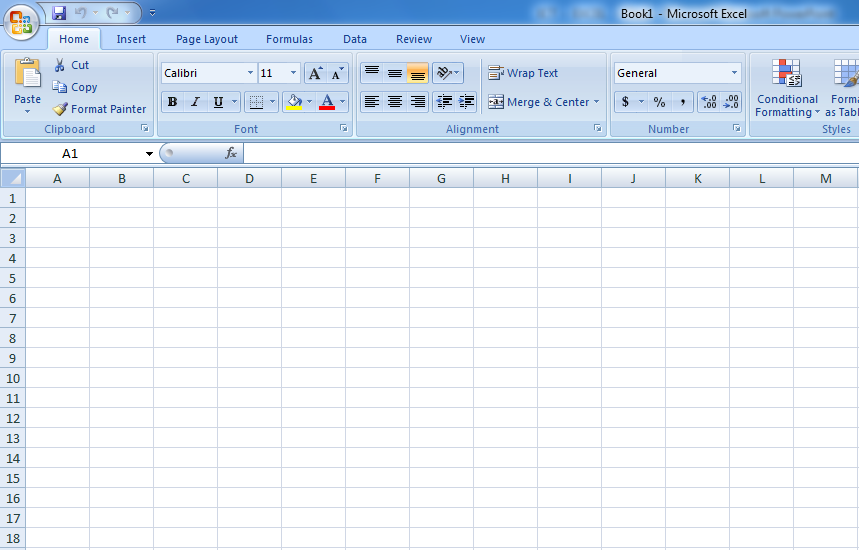 Book1 - Microsoft Excel
Home Insert Page Layout Formulas Data Review View
Paste
Cut
Copy
Format Painter
Clipboard
Calibri 11 A A
B I U A
Font
Wrap Text
Merge & Center
Alignment
General
$ % , .00 .00
Number
Conditional
Formatting
as
Styles
A1 fx
A B C D E F G H I J K L M
1
2
3
4
5
6
7
8
9
10
11
12
13
14
15
16
17
18